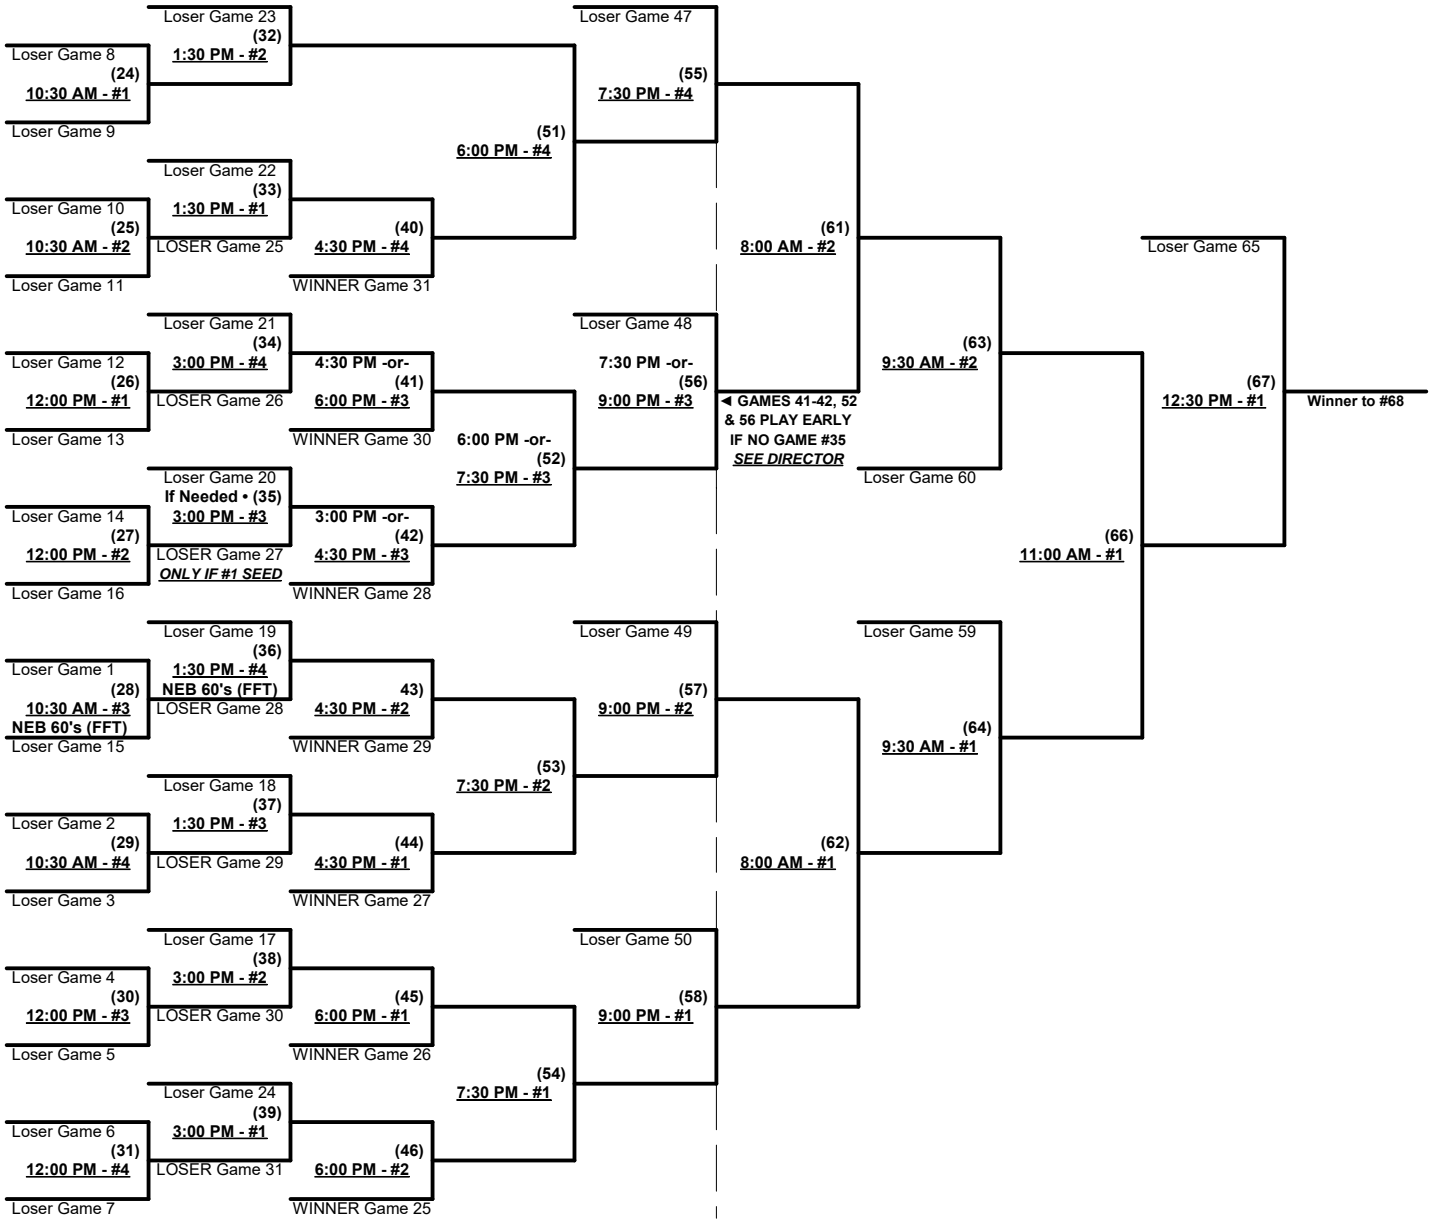 Loser Game 23
(32)
1:30 PM - #2
Loser Game 8
(24)
10:30 AM - #1
Loser Game 9
Loser Game 22
(33)
1:30 PM - #1
Loser Game 10
(25)
10:30 AM - #2
LOSER Game 25
Loser Game 11
(40)
4:30 PM - #4
WINNER Game 31
(51)
6:00 PM - #4
Loser Game 47
(55)
7:30 PM - #4
Loser Game 21
(34)
3:00 PM - #4
Loser Game 12
(26)
12:00 PM - #1
LOSER Game 26
Loser Game 13
4:30 PM -or-
(41)
6:00 PM - #3
WINNER Game 30
Loser Game 20
If Needed • (35)
3:00 PM - #3
Loser Game 14
(27)
12:00 PM - #2
LOSER Game 27
ONLY IF #1 SEED
Loser Game 16
3:00 PM -or-
(42)
4:30 PM - #3
WINNER Game 28
6:00 PM -or-
(52)
7:30 PM - #3
Loser Game 48
7:30 PM -or-
(56)
9:00 PM - #3
◄ GAMES 41-42, 52
& 56 PLAY EARLY
IF NO GAME #35
SEE DIRECTOR
(61)
8:00 AM - #2
(63)
9:30 AM - #2
Loser Game 60
Loser Game 19
(36)
1:30 PM - #4
NEB 60's (FFT)
Loser Game 1
(28)
10:30 AM - #3
NEB 60's (FFT)
LOSER Game 28
Loser Game 15
43)
4:30 PM - #2
WINNER Game 29
Loser Game 18
(37)
1:30 PM - #3
Loser Game 2
(29)
10:30 AM - #4
LOSER Game 29
Loser Game 3
(44)
4:30 PM - #1
WINNER Game 27
(53)
7:30 PM - #2
Loser Game 49
(57)
9:00 PM - #2
Loser Game 17
(38)
3:00 PM - #2
Loser Game 4
(30)
12:00 PM - #3
LOSER Game 30
Loser Game 5
(45)
6:00 PM - #1
WINNER Game 26
Loser Game 24
(39)
3:00 PM - #1
Loser Game 6
(31)
12:00 PM - #4
LOSER Game 31
Loser Game 7
(46)
6:00 PM - #2
WINNER Game 25
(54)
7:30 PM - #1
Loser Game 50
(58)
9:00 PM - #1
(62)
8:00 AM - #1
Loser Game 59
(64)
9:30 AM - #1
(66)
11:00 AM - #1
Loser Game 65
(67)
12:30 PM - #1
Winner to #68